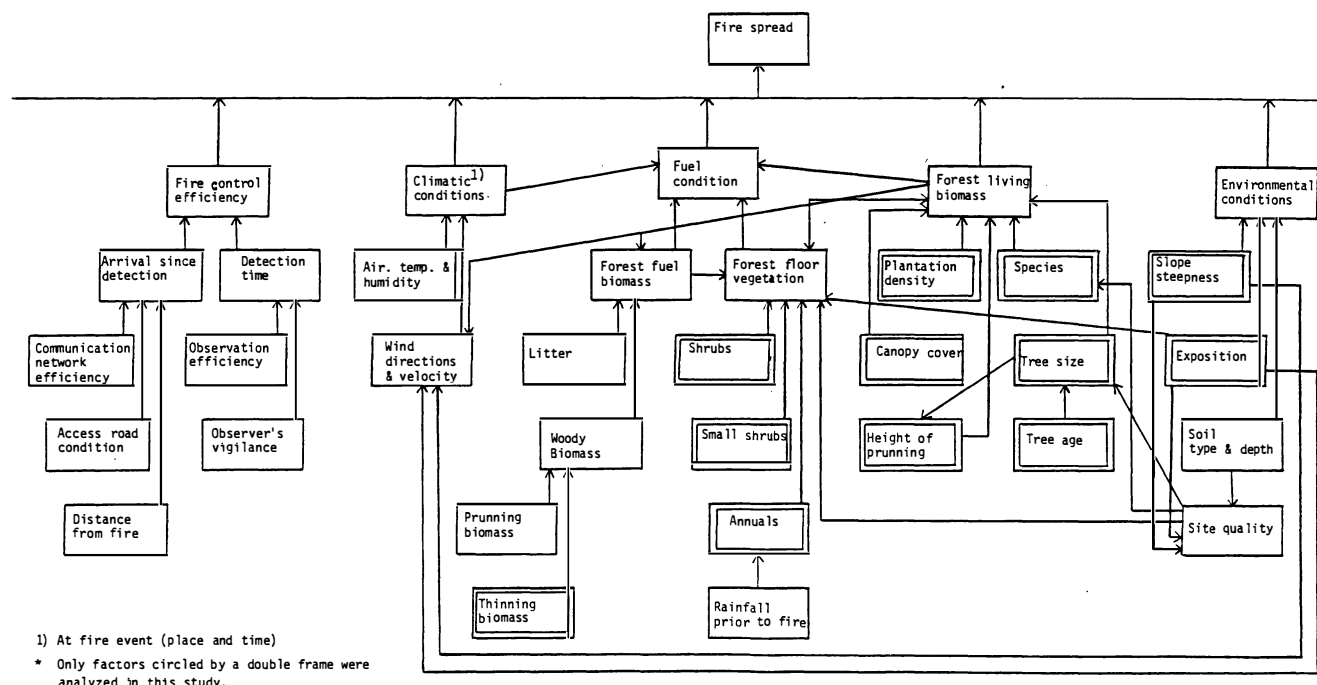 Fire spread
Fire control
efficiency
Climatic 1)
conditions
Fuel
condition
Forest living
biomass
Environmental
conditions
Arrival since
detection
Detection
time
Air. temp. &
humidity
Forest fuel
biomass
Forest floor
vegetation
Plantation
density
Species
Slope
steepness
Communication
network
efficiency
Observation
efficiency
Wind
directions
& velocity
Litter
Shrubs
Canopy cover
Tree size
Exposition
Access road
condition
Observer's
vigilance
Woody
Biomass
Small shrubs
Height of
prunning
Tree age
Soil
type & depth
Distance
from fire
Prunning
biomass
Annuals
Site quality
Thinning
biomass
Rainfall
prior to fire
1) At fire event (place and time)
* Only factors circled by a double frame were
analyzed in this study.